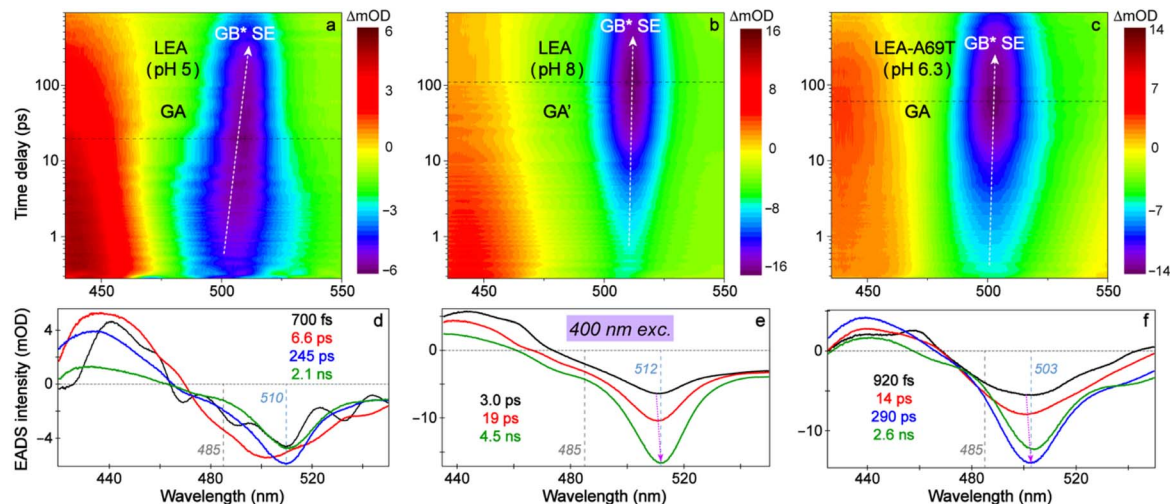 a
GB* SE
LEA
(pH 5)
GA
Time delay (ps)
100
10
1
450
500
550
ΔmOD
6
3
0
−3
−6
b
GB* SE
LEA
(pH 8)
GA'
450
500
550
ΔmOD
16
8
0
−8
−16
c
GB* SE
LEA-A69T
(pH 6.3)
GA
450
500
550
ΔmOD
14
7
0
−7
−14
d
EADS intensity (mOD)
4
0
−4
700 fs
6.6 ps
245 ps
2.1 ns
510
485
440
480
520
Wavelength (nm)
e
400 nm exc.
0
−10
512
3.0 ps
19 ps
4.5 ns
485
440
480
520
Wavelength (nm)
f
0
−10
503
920 fs
14 ps
290 ps
2.6 ns
485
440
480
520
Wavelength (nm)